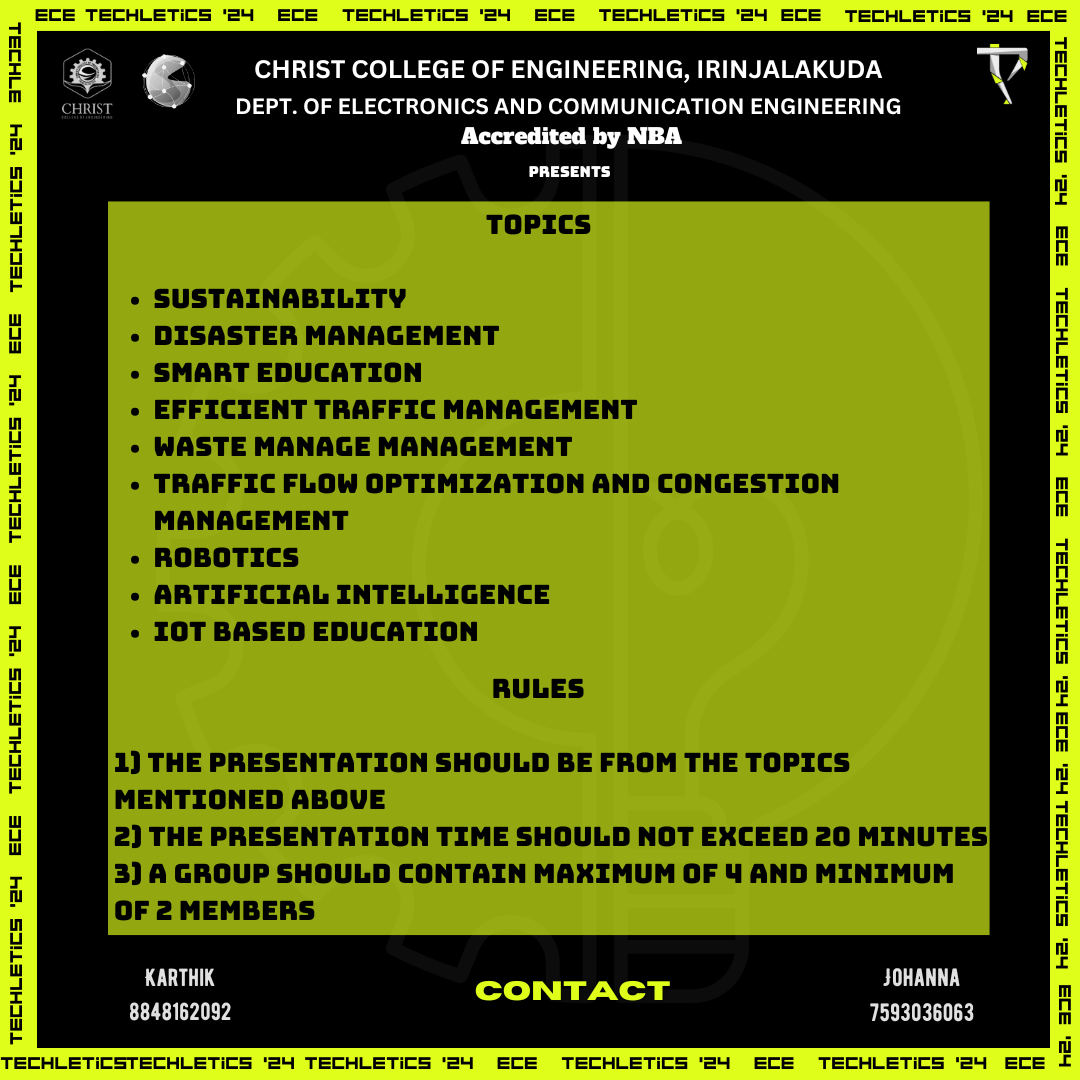 ECE TECHLETiCS '24 ECE TECHLETiCS '24 ECE TECHLETiCS '24 ECE TECHLETiCS '24 ECE
CHRIST
COLLEGE OF ENGINEERING
CHRIST COLLEGE OF ENGINEERING, IRINJALAKUDA
DEPT. OF ELECTRONICS AND COMMUNICATION ENGINEERING
Accredited by NBA
PRESENTS
TOPICS
• SUSTAINABILITY
• DISASTER MANAGEMENT
• SMART EDUCATION
• EFFICIENT TRAFFIC MANAGEMENT
• WASTE MANAGE MANAGEMENT
• TRAFFIC FLOW OPTIMIZATION AND CONGESTION
MANAGEMENT
• ROBOTICS
• ARTIFICIAL INTELLIGENCE
• IOT BASED EDUCATION
RULES
1) THE PRESENTATION SHOULD BE FROM THE TOPICS
MENTIONED ABOVE
2) THE PRESENTATION TIME SHOULD NOT EXCEED 20 MINUTES
3) A GROUP SHOULD CONTAIN MAXIMUM OF 4 AND MINIMUM
OF 2 MEMBERS
KARTHIK
8848162092
CONTACT
JOHANNA
7593036063
TECHLETiCS '24 ECE TECHLETiCS '24 ECE TECHLETiCS '24 ECE TECHLETiCS '24 TECHLE
TECHLETiCS '24 ECE TECHLETiCS '24 ECE TECHLETiCS '24 ECE '24 TECHLETiCS '24 ECE '24
TECHLETiCSTECHLETiCS '24 TECHLETiCS '24 ECE TECHLETiCS '24 ECE TECHLETiCS '24 ECE